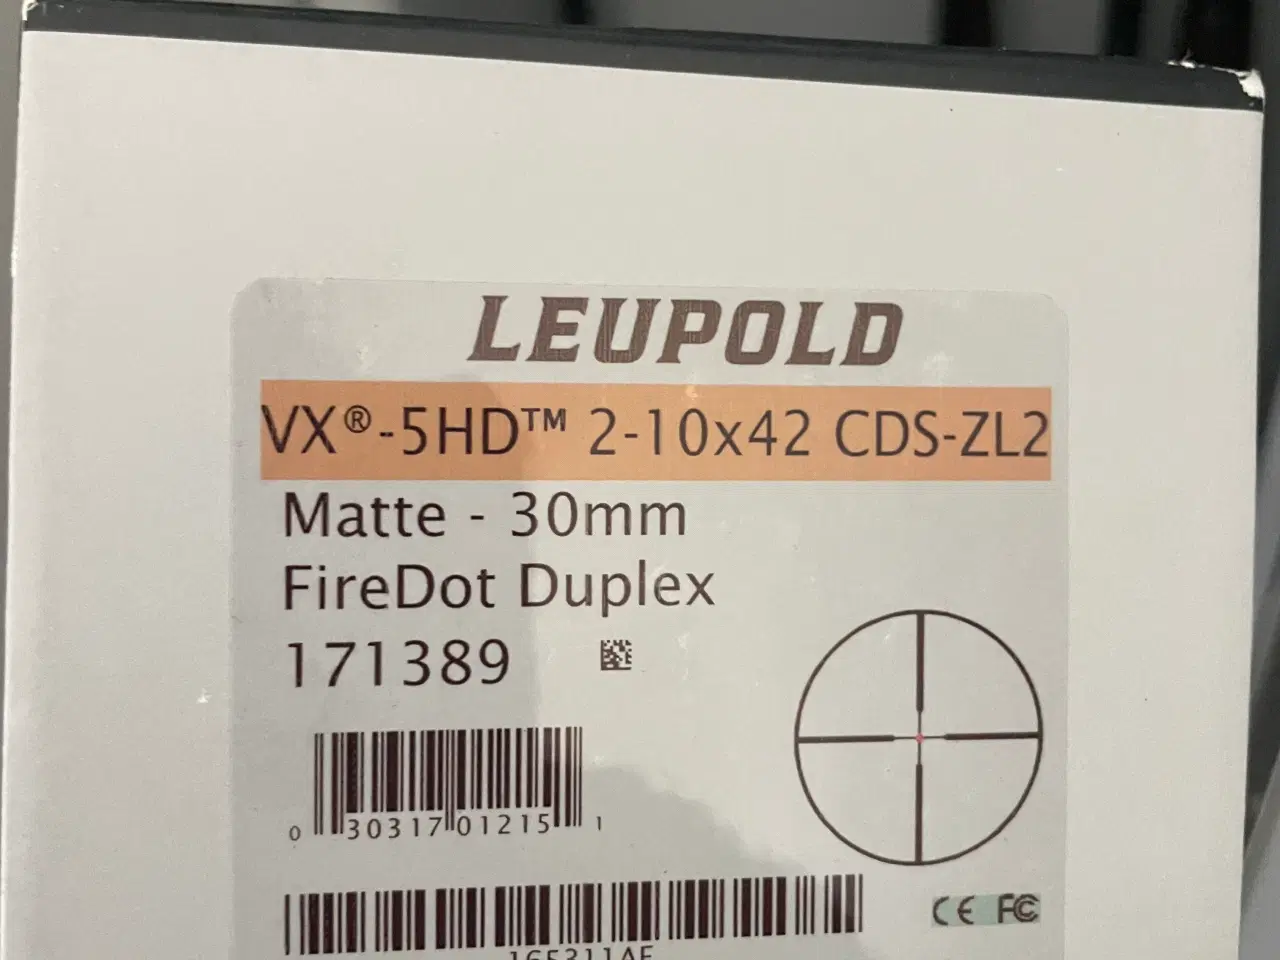 LEUPOLD
VX®-5HD™ 2-10x42 CDS-ZL2
Matte - 30mm
FireDot Duplex
171389
0 30317 01215 1
CE FC